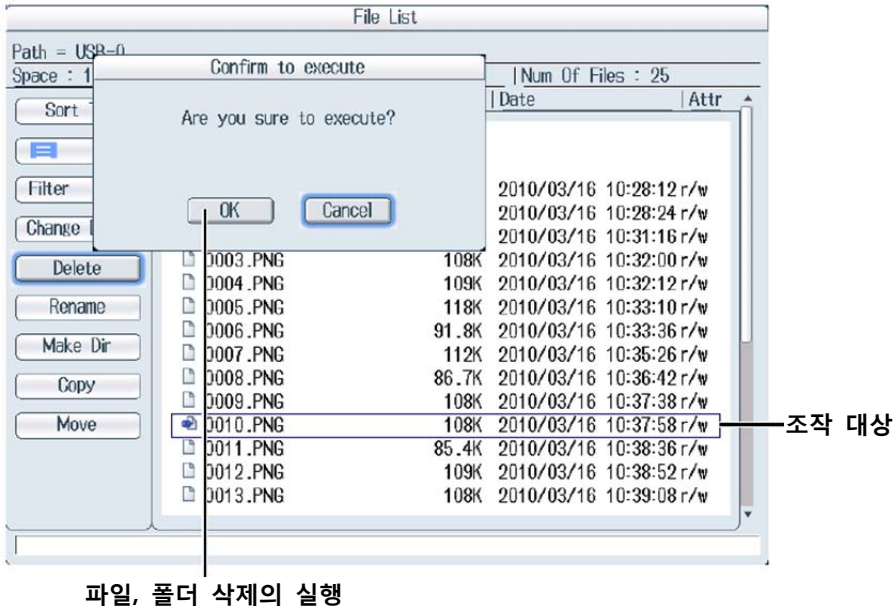 File List
Path = USB-0
Space : 1
Num Of Files : 25
Confirm to execute
Are you sure to execute?
OK
Cancel
Sort
Filter
Change
Delete
Rename
Make Dir
Copy
Move
Date Attr
2010/03/16 10:28:12 r/w
2010/03/16 10:28:24 r/w
2010/03/16 10:31:16 r/w
0003.PNG 108K 2010/03/16 10:32:00 r/w
0004.PNG 109K 2010/03/16 10:32:12 r/w
0005.PNG 118K 2010/03/16 10:33:10 r/w
0006.PNG 91.8K 2010/03/16 10:33:36 r/w
0007.PNG 112K 2010/03/16 10:35:26 r/w
0008.PNG 86.7K 2010/03/16 10:36:42 r/w
0009.PNG 108K 2010/03/16 10:37:38 r/w
0010.PNG 108K 2010/03/16 10:37:58 r/w
0011.PNG 85.4K 2010/03/16 10:38:36 r/w
0012.PNG 109K 2010/03/16 10:38:52 r/w
0013.PNG 108K 2010/03/16 10:39:08 r/w
조작 대상
파일, 폴더 삭제의 실행